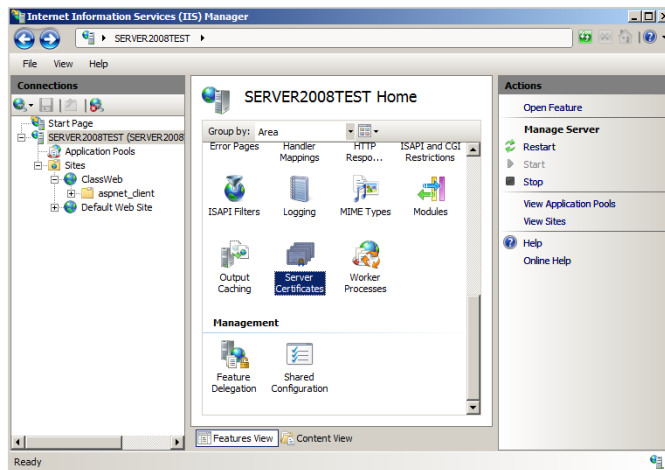 Internet Information Services (IIS) Manager
SERVER2008TEST
File View Help
Connections
Start Page
SERVER2008TEST (SERVER2008
Application Pools
Sites
ClassWeb
aspnet_client
Default Web Site
SERVER2008TEST Home
Group by: Area
Error Pages
Handler
Mappings
HTTP
Respo...
ISAPI and CGI
Restrictions
ISAPI Filters
Logging
MIME Types
Modules
Output
Caching
Server
Certificates
Worker
Processes
Management
Feature
Delegation
Shared
Configuration
Features View
Content View
Actions
Open Feature
Manage Server
Restart
Start
Stop
View Application Pools
View Sites
Help
Online Help
Ready